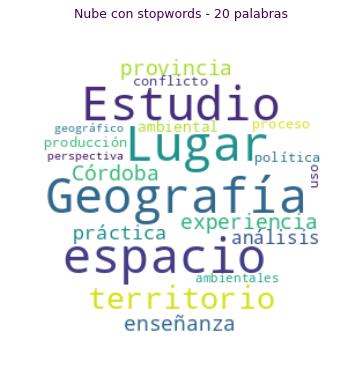 Nube con stopwords - 20 palabras
provincia
conflicto
Estudio
geográfico
ambiental
proceso
Lugar
producción
perspectiva
política
Córdoba
uso
Geografía
experiencia
práctica
análisis
espacio
ambientales
territorio
enseñanza